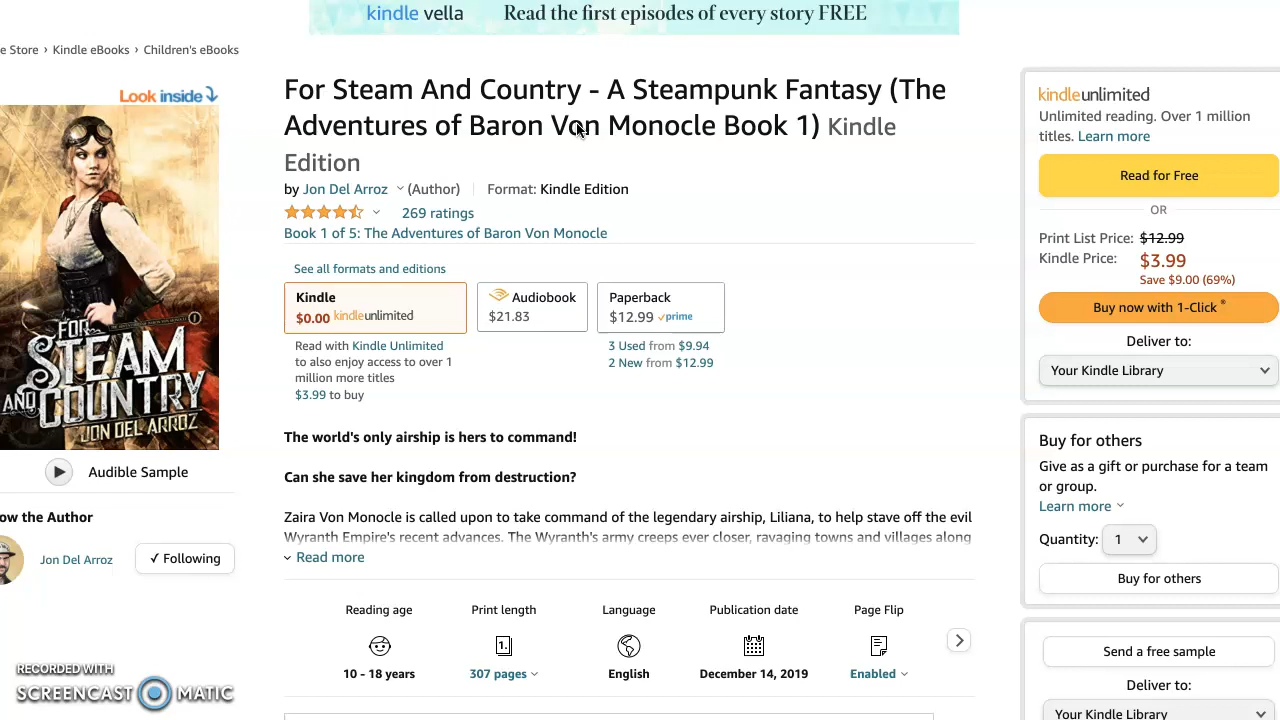 kindle vella Read the first episodes of every story FREE
e Store › Kindle eBooks › Children's eBooks
Look inside
FOR
STEAM
AND COUNTRY
JON DEL ARROZ
Audible Sample
ow the Author
Jon Del Arroz
✓ Following
For Steam And Country - A Steampunk Fantasy (The
Adventures of Baron Von Monocle Book 1) Kindle
Edition
by Jon Del Arroz (Author) Format: Kindle Edition
269 ratings
Book 1 of 5: The Adventures of Baron Von Monocle
See all formats and editions
Kindle
$0.00 kindleunlimited
Read with Kindle Unlimited
to also enjoy access to over 1
million more titles
$3.99 to buy
Audiobook
$21.83
Paperback
$12.99 prime
3 Used from $9.94
2 New from $12.99
The world's only airship is hers to command!
Can she save her kingdom from destruction?
Zaira Von Monocle is called upon to take command of the legendary airship, Liliana, to help stave off the evil
Wyranth Empire's recent advances. The Wyranth's army creeps ever closer, ravaging towns and villages along
Read more
Reading age
10 - 18 years
Print length
1.
307 pages
Language
English
Publication date
December 14, 2019
Page Flip
Enabled
kindleunlimited
Unlimited reading. Over 1 million
titles. Learn more
Read for Free
OR
Print List Price: $12.99
Kindle Price: $3.99
Save $9.00 (69%)
Buy now with 1-Click ®
Deliver to:
Your Kindle Library
Buy for others
Give as a gift or purchase for a team
or group.
Learn more
Quantity: 1
Buy for others
Send a free sample
Deliver to:
Your Kindle Library
RECORDED WITH
SCREENCAST MATIC